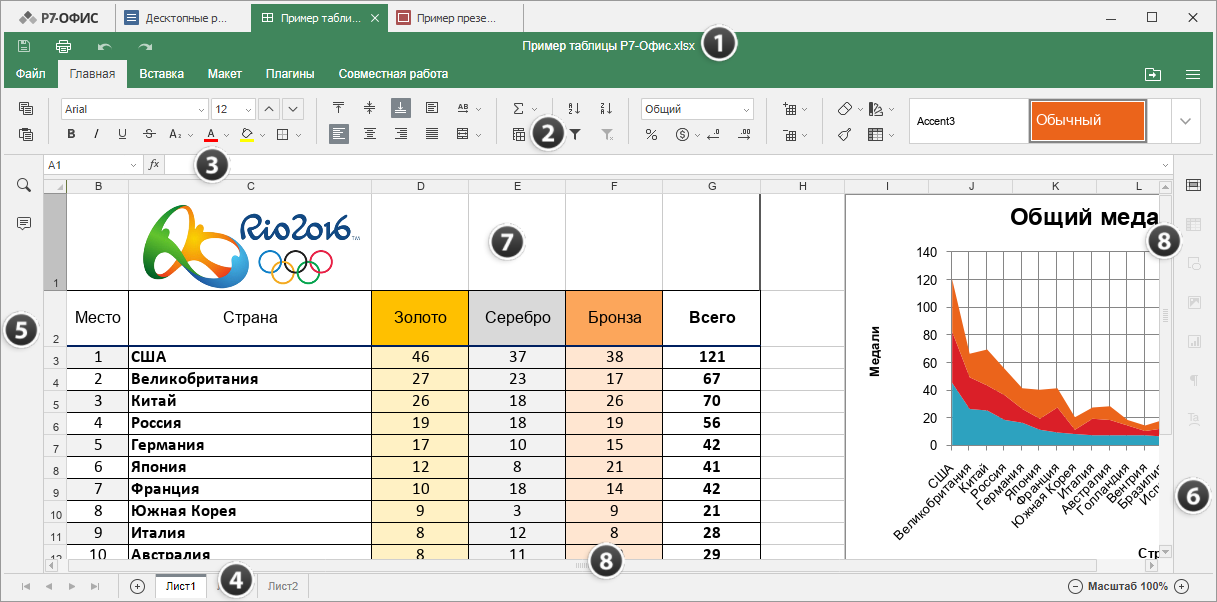 Р7-ОФИС Десктопные р... Пример табли... Пример презе...
Пример таблицы Р7-Офис.xlsx 1
Файл Главная Вставка Макет Плагины Совместная работа
Arial 12 Общий
Accent3 Обычный
2
A1 fx 3
B C D E F G H I J K L
1 Rio2016 TM 7
Общий меда
8
2 Место Страна Золото Серебро Бронза Всего
3 1 США 46 37 38 121
4 2 Великобритания 27 23 17 67
5 3 Китай 26 18 26 70
6 4 Россия 19 18 19 56
7 5 Германия 17 10 15 42
8 6 Япония 12 8 21 41
9 7 Франция 10 18 14 42
10 8 Южная Корея 9 3 9 21
11 9 Италия 8 12 8 28
12 10 Австралия 8 11 29
5
8
Медали
140
120
100
80
60
40
20
0
США
Великобритания
Китай
Россия
Германия
Япония
Франция
Южная Корея
Италия
Австралия
Голландия
Венгрия
Бразилия
Исп
Стр
6
Лист1 4 Лист2 Масштаб 100%